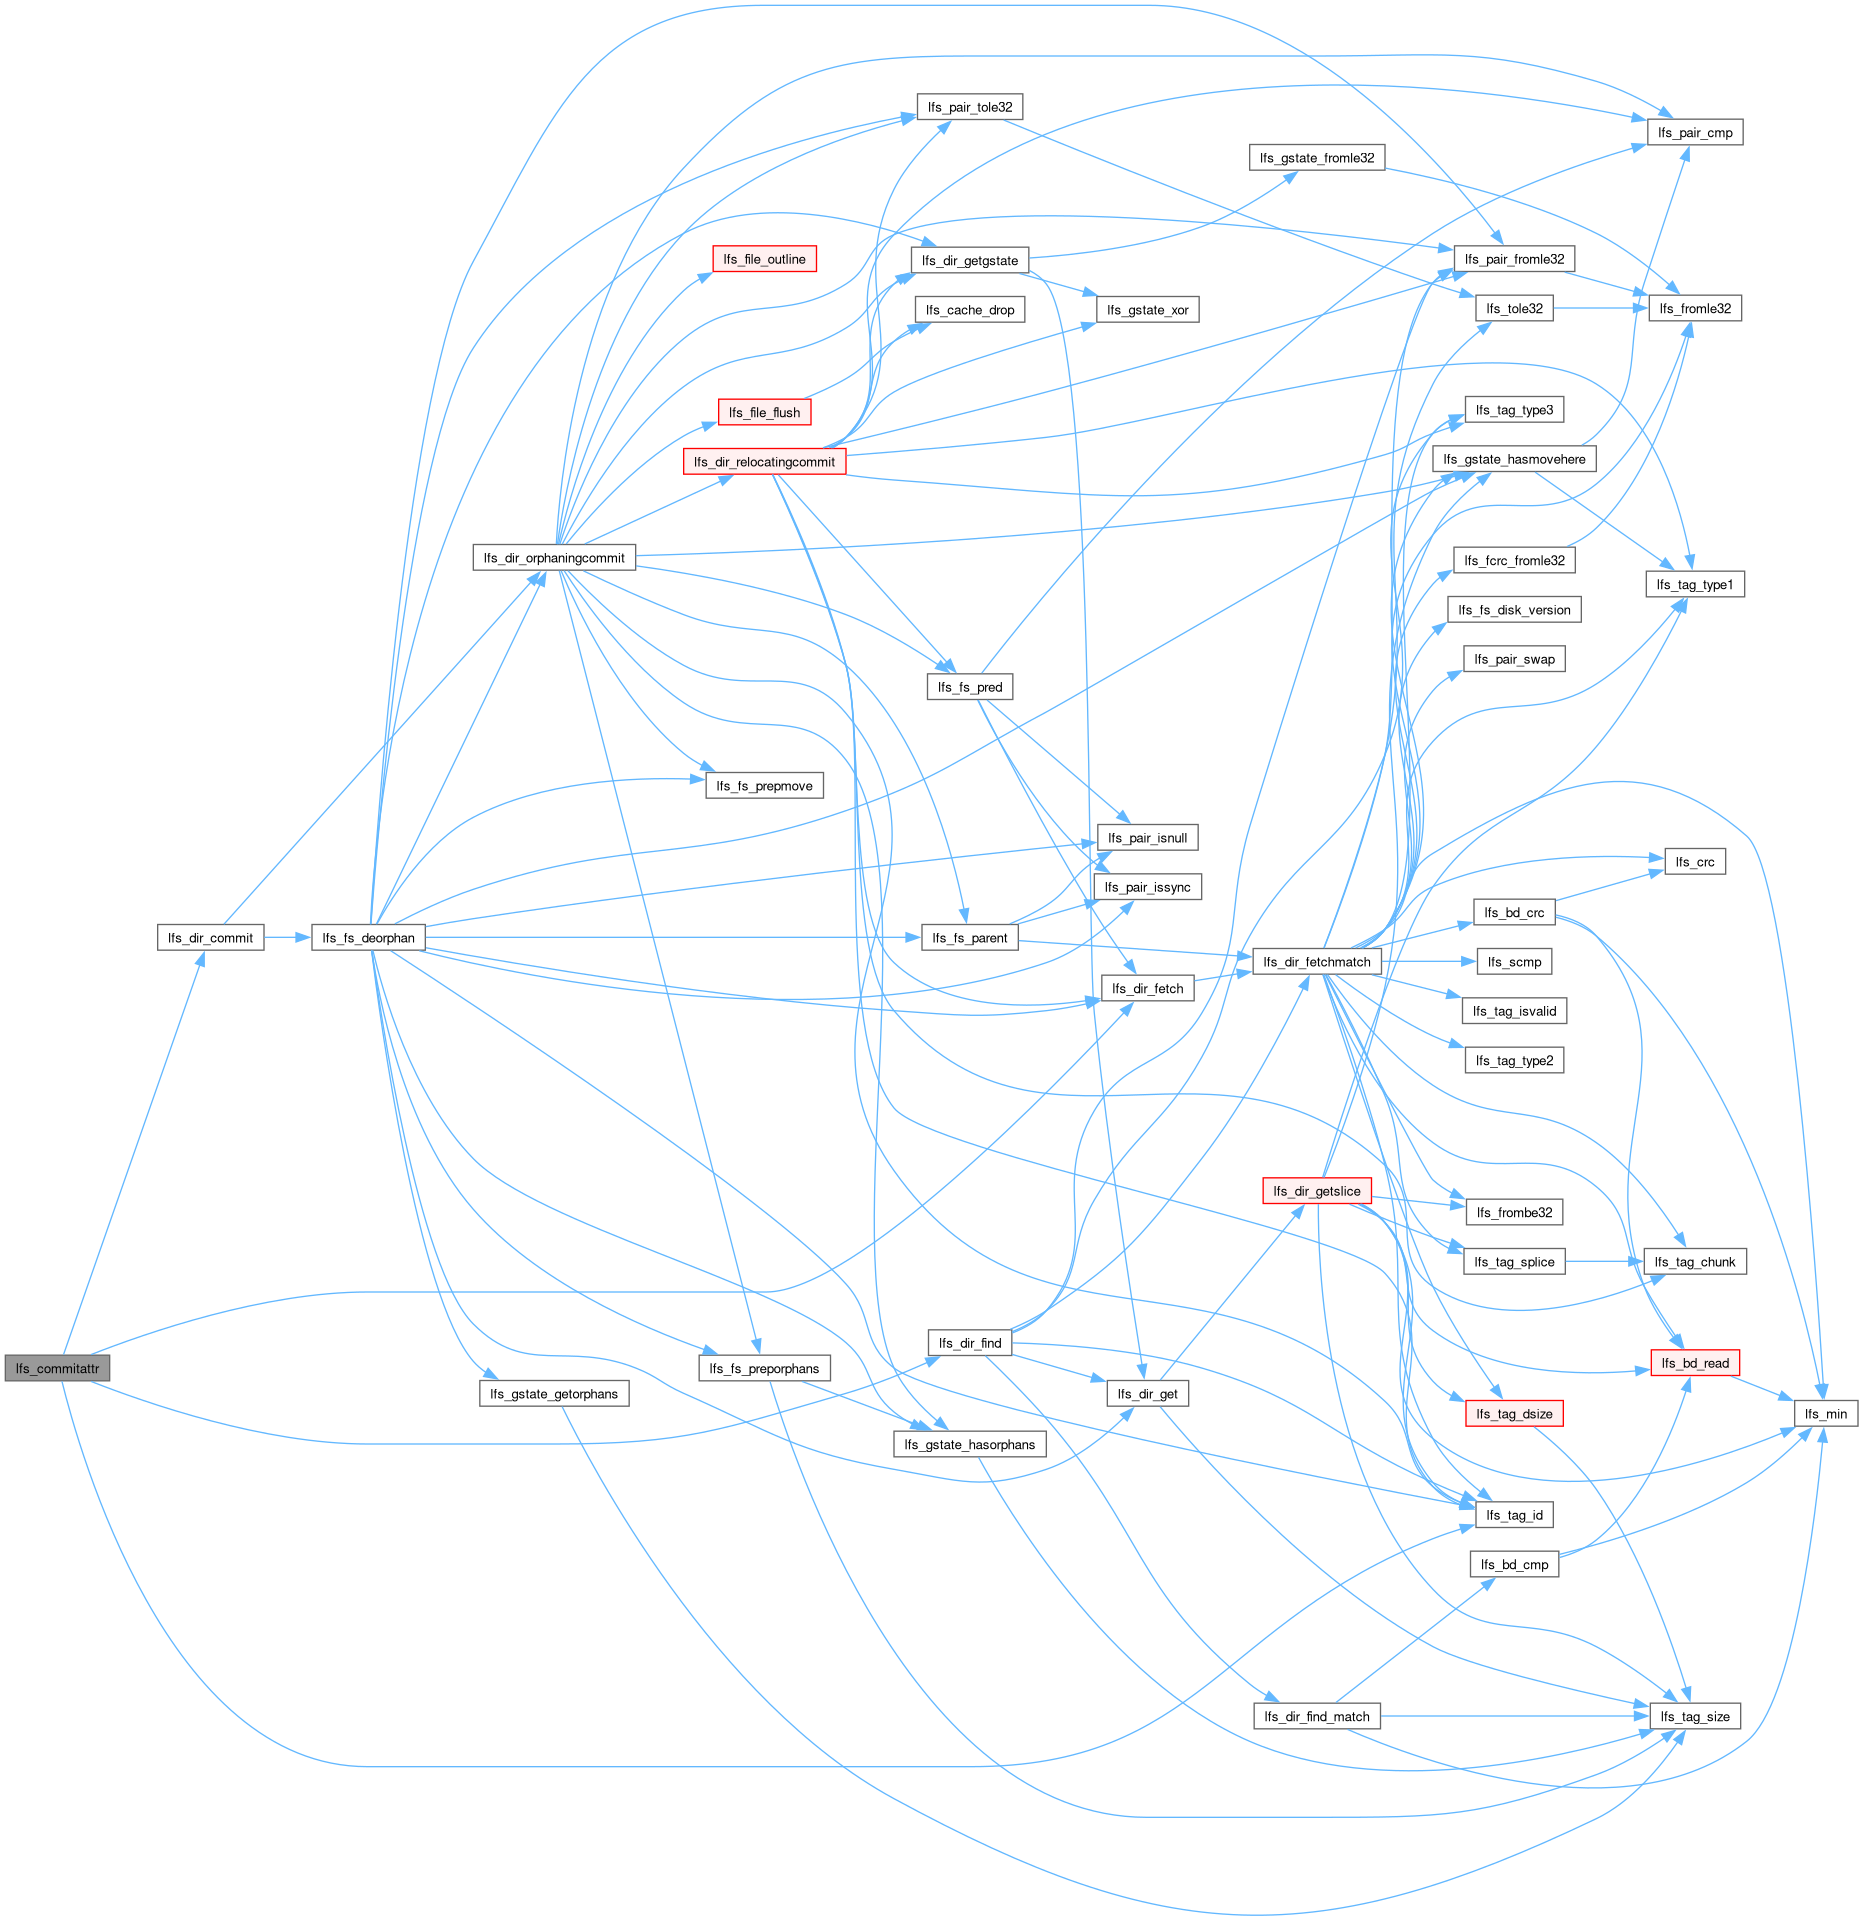 lfs_pair_tole32
lfs_pair_cmp
lfs_gstate_fromle32
lfs_file_outline
lfs_dir_getgstate
lfs_pair_fromle32
lfs_cache_drop
lfs_gstate_xor
lfs_tole32
lfs_fromle32
lfs_file_flush
lfs_tag_type3
lfs_dir_relocatingcommit
lfs_gstate_hasmovehere
lfs_dir_orphaningcommit
lfs_fcrc_fromle32
lfs_tag_type1
lfs_fs_disk_version
lfs_fs_pred
lfs_pair_swap
lfs_fs_prepmove
lfs_pair_isnull
lfs_crc
lfs_pair_issync
lfs_bd_crc
lfs_dir_commit
lfs_fs_deorphan
lfs_fs_parent
lfs_dir_fetchmatch
lfs_scmp
lfs_dir_fetch
lfs_tag_isvalid
lfs_tag_type2
lfs_dir_getslice
lfs_frombe32
lfs_tag_splice
lfs_tag_chunk
lfs_dir_find
lfs_commitattr
lfs_fs_preporphans
lfs_bd_read
lfs_gstate_getorphans
lfs_dir_get
lfs_tag_dsize
lfs_min
lfs_gstate_hasorphans
lfs_tag_id
lfs_bd_cmp
lfs_dir_find_match
lfs_tag_size